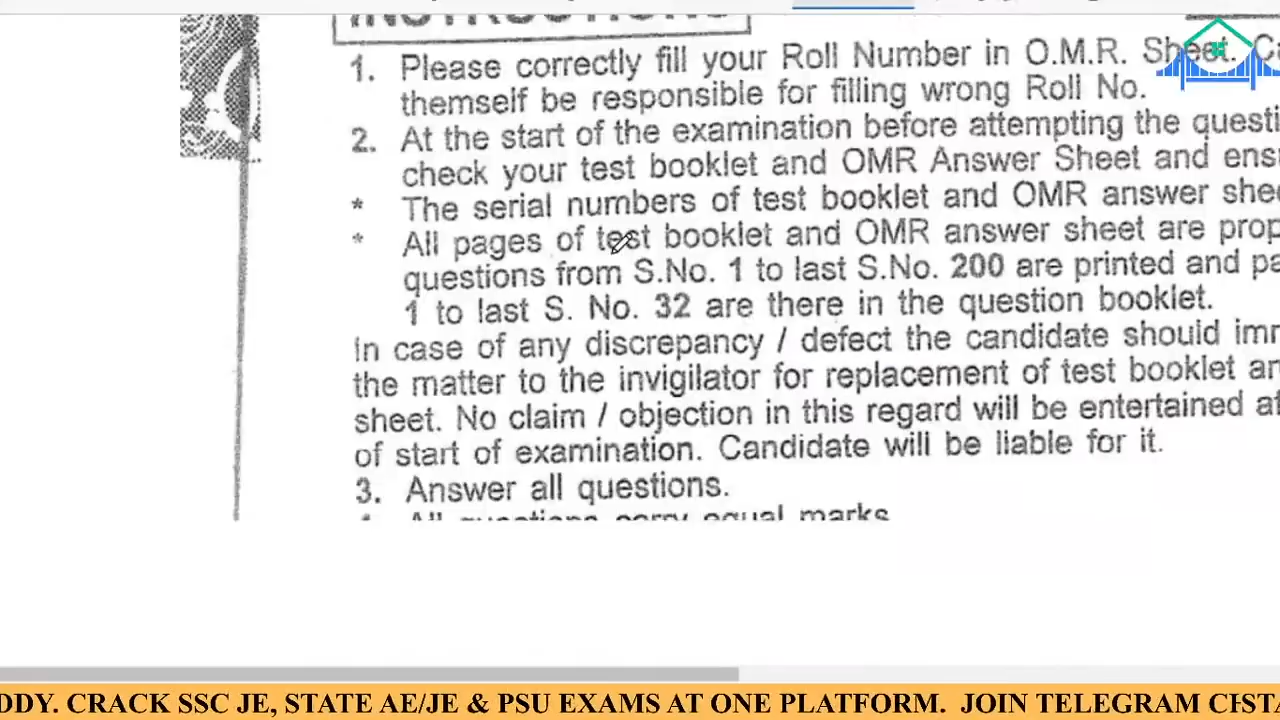 INSTRUCTIONS
1. Please correctly fill your Roll Number in O.M.R. Sheet.
themself be responsible for filling wrong Roll No.
2. At the start of the examination before attempting the
check your test booklet and OMR Answer Sheet and
* The serial numbers of test booklet and OMR answer
* All pages of test booklet and OMR answer sheet are
questions from S.No. 1 to last S.No. 200 are printed and
1 to last S. No. 32 are there in the question booklet.
In case of any discrepancy / defect the candidate should
the matter to the invigilator for replacement of test booklet
sheet. No claim / objection in this regard will be entertained
of start of examination. Candidate will be liable for it.
3. Answer all questions.
4. All questions carry equal marks
DDY. CRACK SSC JE, STATE AE/JE & PSU EXAMS AT ONE PLATFORM. JOIN TELEGRAM